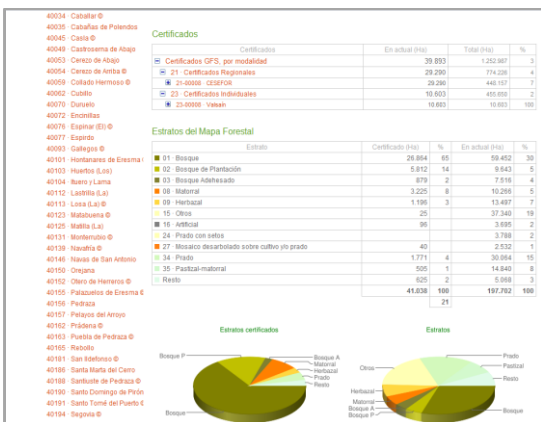 40034 · Caballar ©
40035 · Cabañas de Polendos
40045 · Casla ©
40049 · Castroserna de Abajo
40053 · Cerezo de Abajo
40054 · Cerezo de Arriba ©
40059 · Collado Hermoso ©
40062 · Cubillo
40070 · Duruelo
40072 · Encinillas
40076 · Espinar (El) ©
40077 · Espirdo
40093 · Gallegos ©
40101 · Hontanares de Eresma
40103 · Huertos (Los)
40104 · Ituero y Lama
40112 · Lastrilla (La)
40113 · Losa (La) ©
40123 · Matabuena ©
40125 · Matilla (La)
40131 · Monterrubio ©
40139 · Navafría ©
40146 · Navas de San Antonio
40150 · Orejana
40152 · Otero de Herreros ©
40155 · Palazuelos de Eresma ©
40156 · Pedraza
40157 · Pelayos del Arroyo
40162 · Prádena ©
40163 · Puebla de Pedraza ©
40165 · Rebollo
40181 · San Ildefonso ©
40186 · Santa Marta del Cerro
40188 · Santiuste de Pedraza ©
40190 · Santo Domingo de Pirón
40191 · Santo Tomé del Puerto ©
40194 · Segovia ©
Certificados
Certificados En actual (Ha) Total (Ha) %
Certificados GFS, por modalidad 39.893 1.252.987 3
21 · Certificados Regionales 29.290 774.226 4
21-00008 · CESEFOR 29.290 448.157 7
23 · Certificados Individuales 10.603 455.658 2
23-00008 · Valsaín 10.603 10.603 100
Estratos del Mapa Forestal
Estrato Certificado (Ha) % En actual (Ha) %
01 · Bosque 26.864 65 59.452 30
02 · Bosque de Plantación 5.812 14 9.643 5
03 · Bosque Adehesado 879 2 7.516 4
08 · Matorral 3.225 8 10.266 5
09 · Herbazal 1.196 3 13.497 7
15 · Otros 25 37.340 19
16 · Artificial 96 3.695 2
24 · Prado con setos 3.788 2
27 · Mosaico desarbolado sobre cultivo y/o prado 40 2.532 1
34 · Prado 1.771 4 30.064 15
35 · Pastizal-matorral 505 1 14.840 8
Resto 625 2 5.068 3
41.038 100 197.702 100
21
Estratos certificados
Bosque P
Bosque A
Matorral
Herbazal
Prado
Resto
Bosque
Estratos
Otros
Prado
Pastizal
Resto
Herbazal
Matorral
Bosque A
Bosque P
Bosque